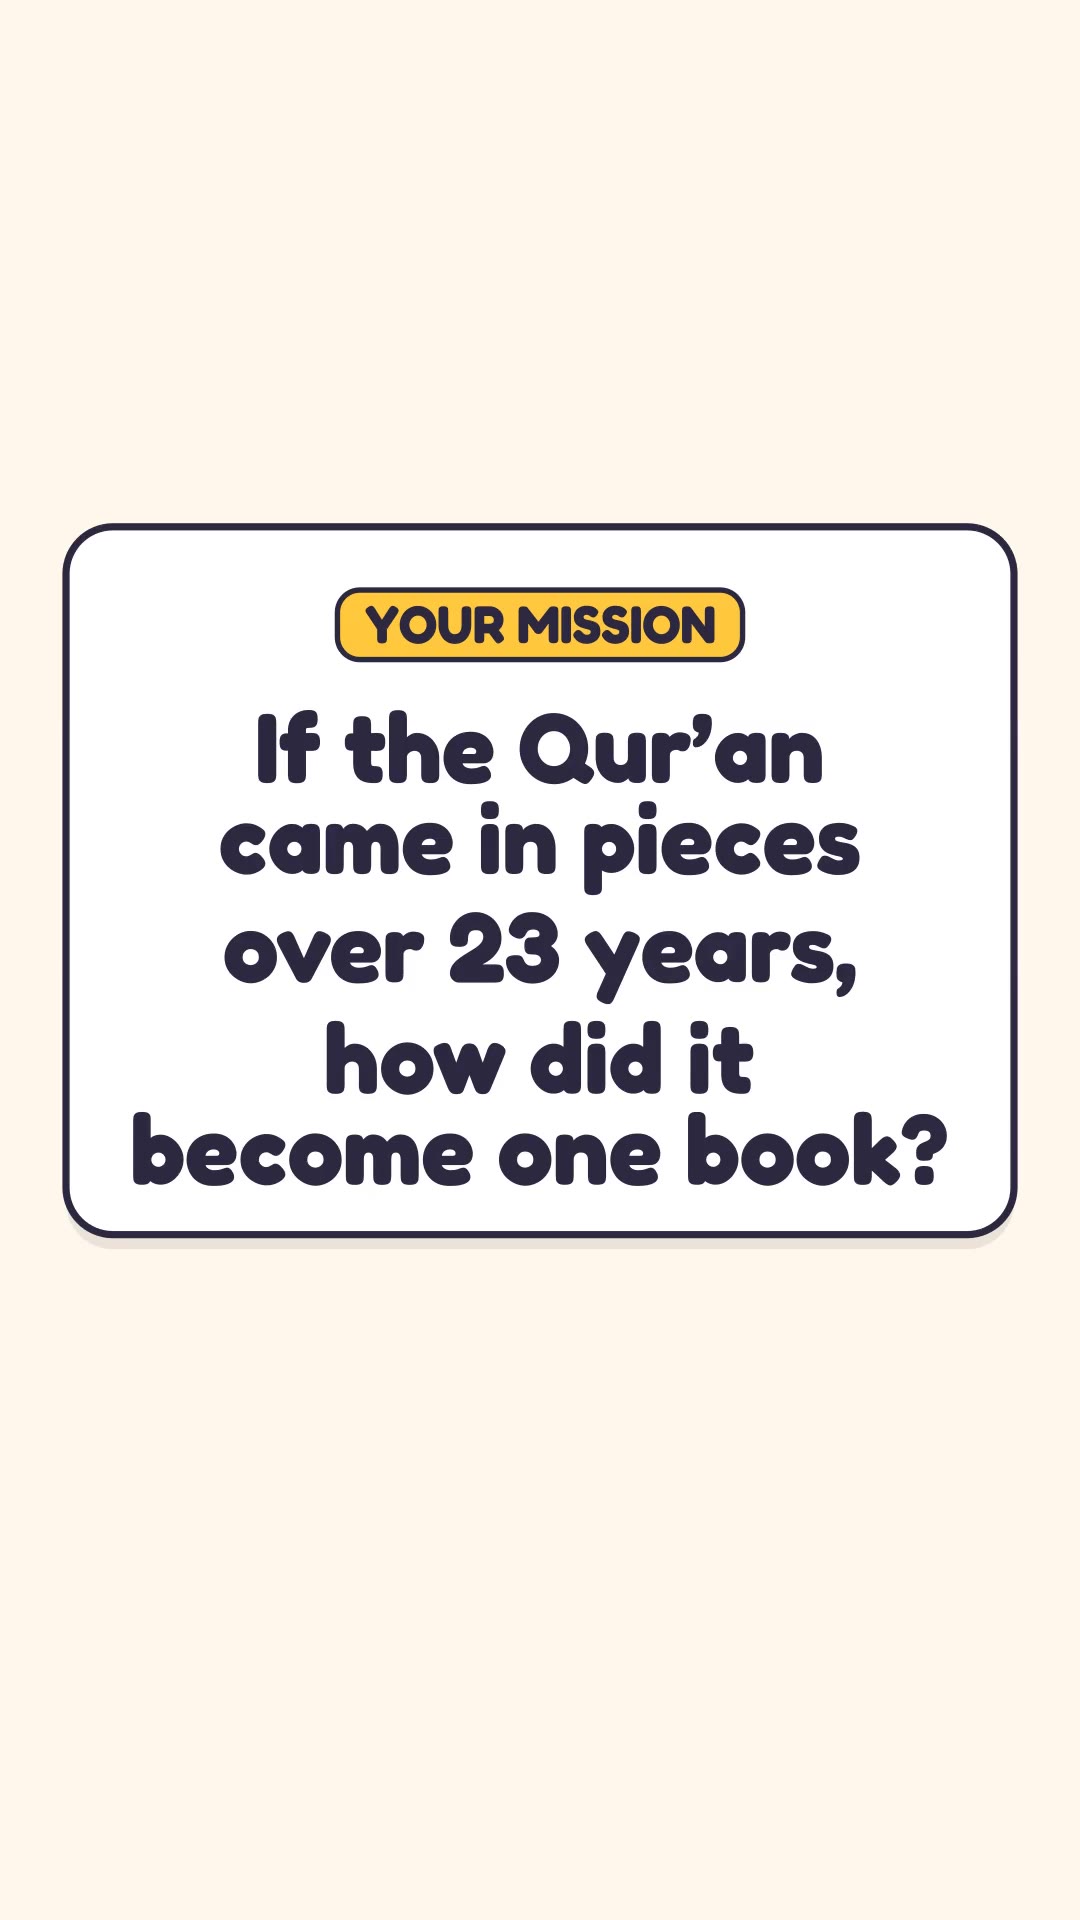 YOUR MISSION
If the Qur’an
came in pieces
over 23 years,
how did it
become one book?